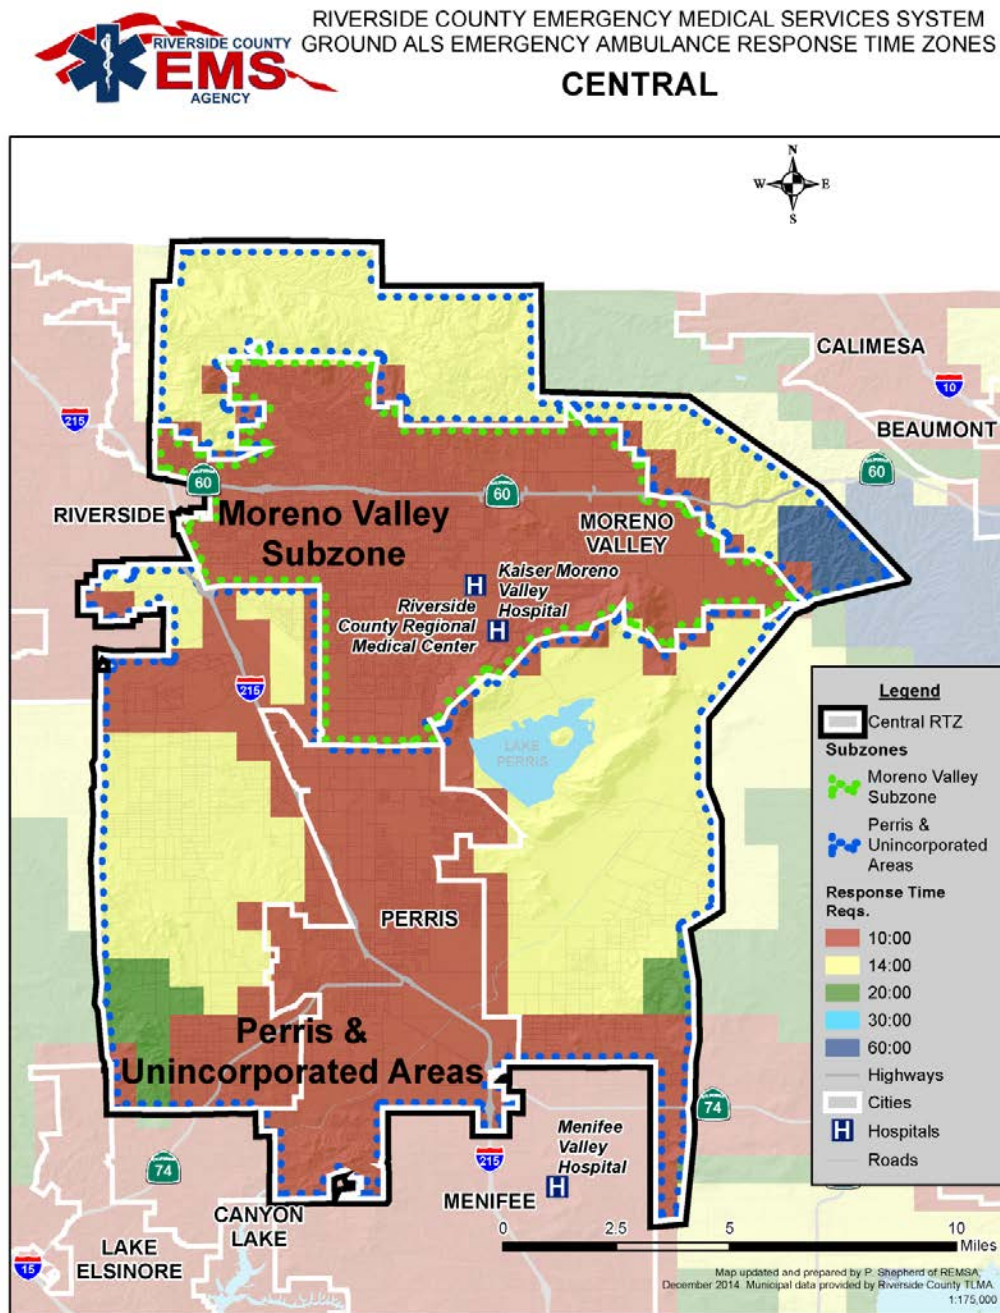 RIVERSIDE COUNTY
EMS
AGENCY
RIVERSIDE COUNTY EMERGENCY MEDICAL SERVICES SYSTEM
GROUND ALS EMERGENCY AMBULANCE RESPONSE TIME ZONES
CENTRAL
N
W E
S
CALIMESA
10
215
BEAUMONT
60
60
60
RIVERSIDE
Moreno Valley
Subzone
MORENO
VALLEY
Kaiser Moreno
Valley
Hospital
H
Riverside
County Regional
Medical Center
H
215
LAKE
PERRIS
PERRIS
Perris &
Unincorporated Areas
74
74
215
Menifee
Valley
Hospital
H
MENIFEE
CANYON
LAKE
LAKE
ELSINORE
15
Legend
Central RTZ
Subzones
Moreno Valley
Subzone
Perris &
Unincorporated
Areas
Response Time
Reqs.
10:00
14:00
20:00
30:00
60:00
Highways
Cities
H Hospitals
Roads
0 2.5 5 10
Miles
Map updated and prepared by P. Shepherd of REMSA,
December 2014. Municipal data provided by Riverside County TLMA.
1:175,000